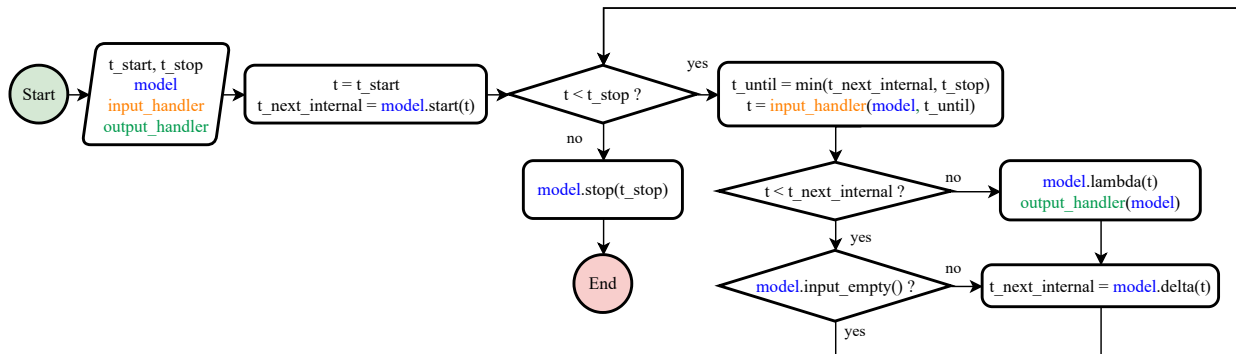 Start
t_start, t_stop
model
input_handler
output_handler
t = t_start
t_next_internal = model.start(t)
t < t_stop ?
yes
no
t_until = min(t_next_internal, t_stop)
t = input_handler(model, t_until)
model.stop(t_stop)
End
t < t_next_internal ?
no
yes
model.lambda(t)
output_handler(model)
model.input_empty() ?
no
yes
t_next_internal = model.delta(t)